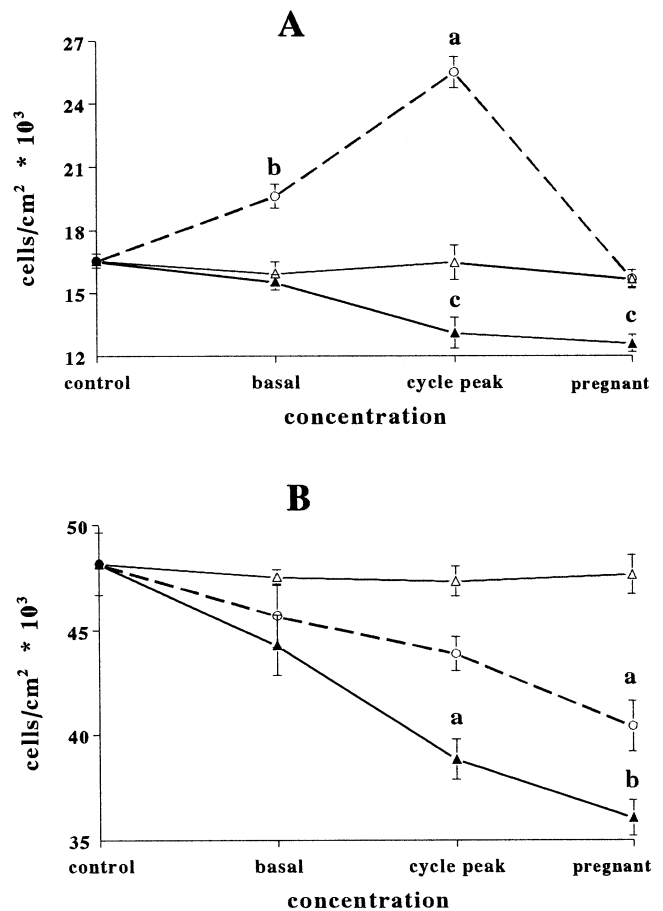 A
27
a
24
21
b
18
15
c
c
12
cells/cm² * 10³
control basal cycle peak pregnant
concentration
B
50
45
a
a
40
b
35
cells/cm² * 10³
control basal cycle peak pregnant
concentration